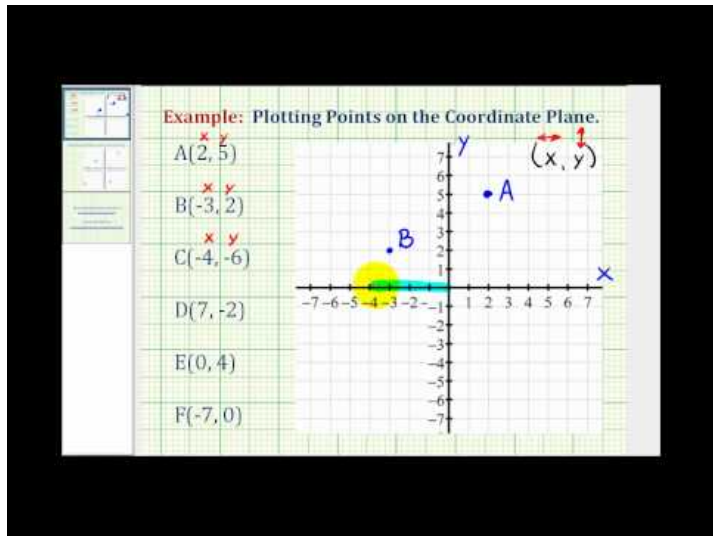 Example: Plotting Points on the Coordinate Plane.
x y
A(2, 5)
x y
B(-3, 2)
x y
C(-4, -6)
D(7, -2)
E(0, 4)
F(-7, 0)
(x, y)
y
7
6
5
4
3
2
1
A
B
x
-7 -6 -5 -4 -3 -2 - 1 2 3 4 5 6 7
-1
-2
-3
-4
-5
-6
-7